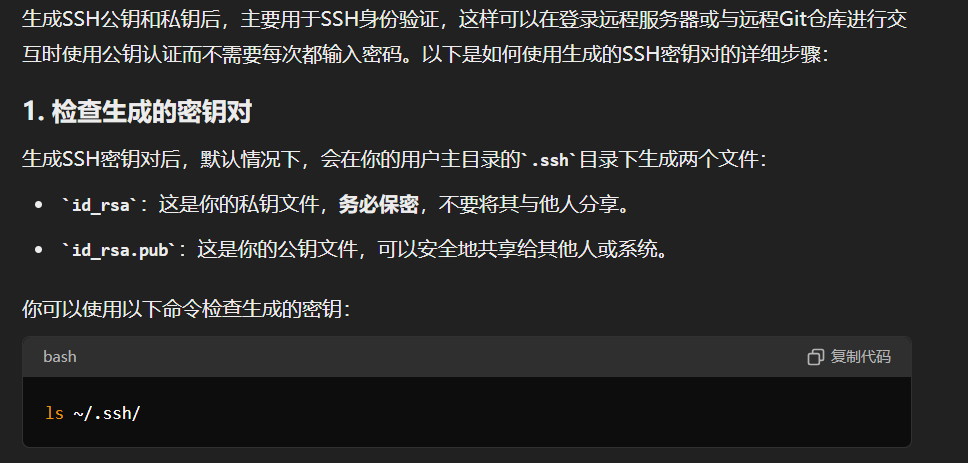 生成SSH公钥和私钥后，主要用于SSH身份验证，这样可以在登录远程服务器或与远程Git仓库进行交
互时使用公钥认证而不需要每次都输入密码。以下是如何使用生成的SSH密钥对的详细步骤：
1. 检查生成的密钥对
生成SSH密钥对后，默认情况下，会在你的用户主目录的`.ssh`目录下生成两个文件：
• `id_rsa`：这是你的私钥文件，务必保密，不要将其与他人分享。
• `id_rsa.pub`：这是你的公钥文件，可以安全地共享给其他人或系统。
你可以使用以下命令检查生成的密钥：
bash 复制代码
ls ~/.ssh/